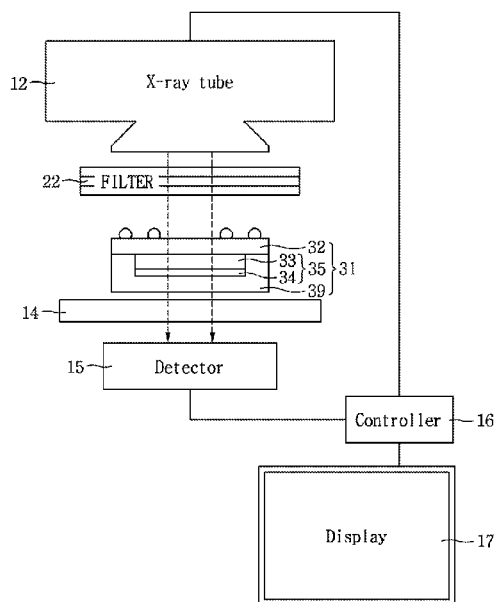 12
X-ray tube
22
FILTER
32
33
35
31
34
39
14
15
Detector
Controller
16
Display
17